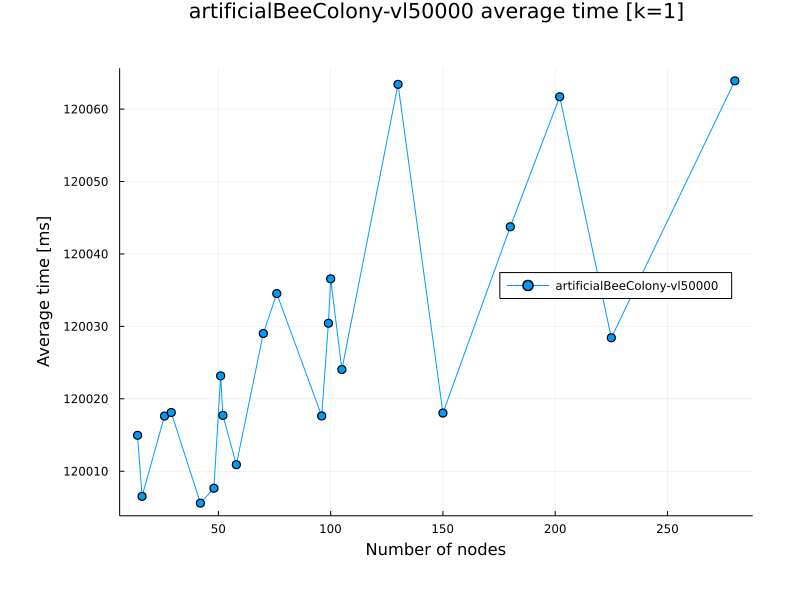 artificialBeeColony-vl50000 average time [k=1]
Average time [ms]
120060
120050
120040
120030
120020
120010
artificialBeeColony-vl50000
50 100 150 200 250
Number of nodes